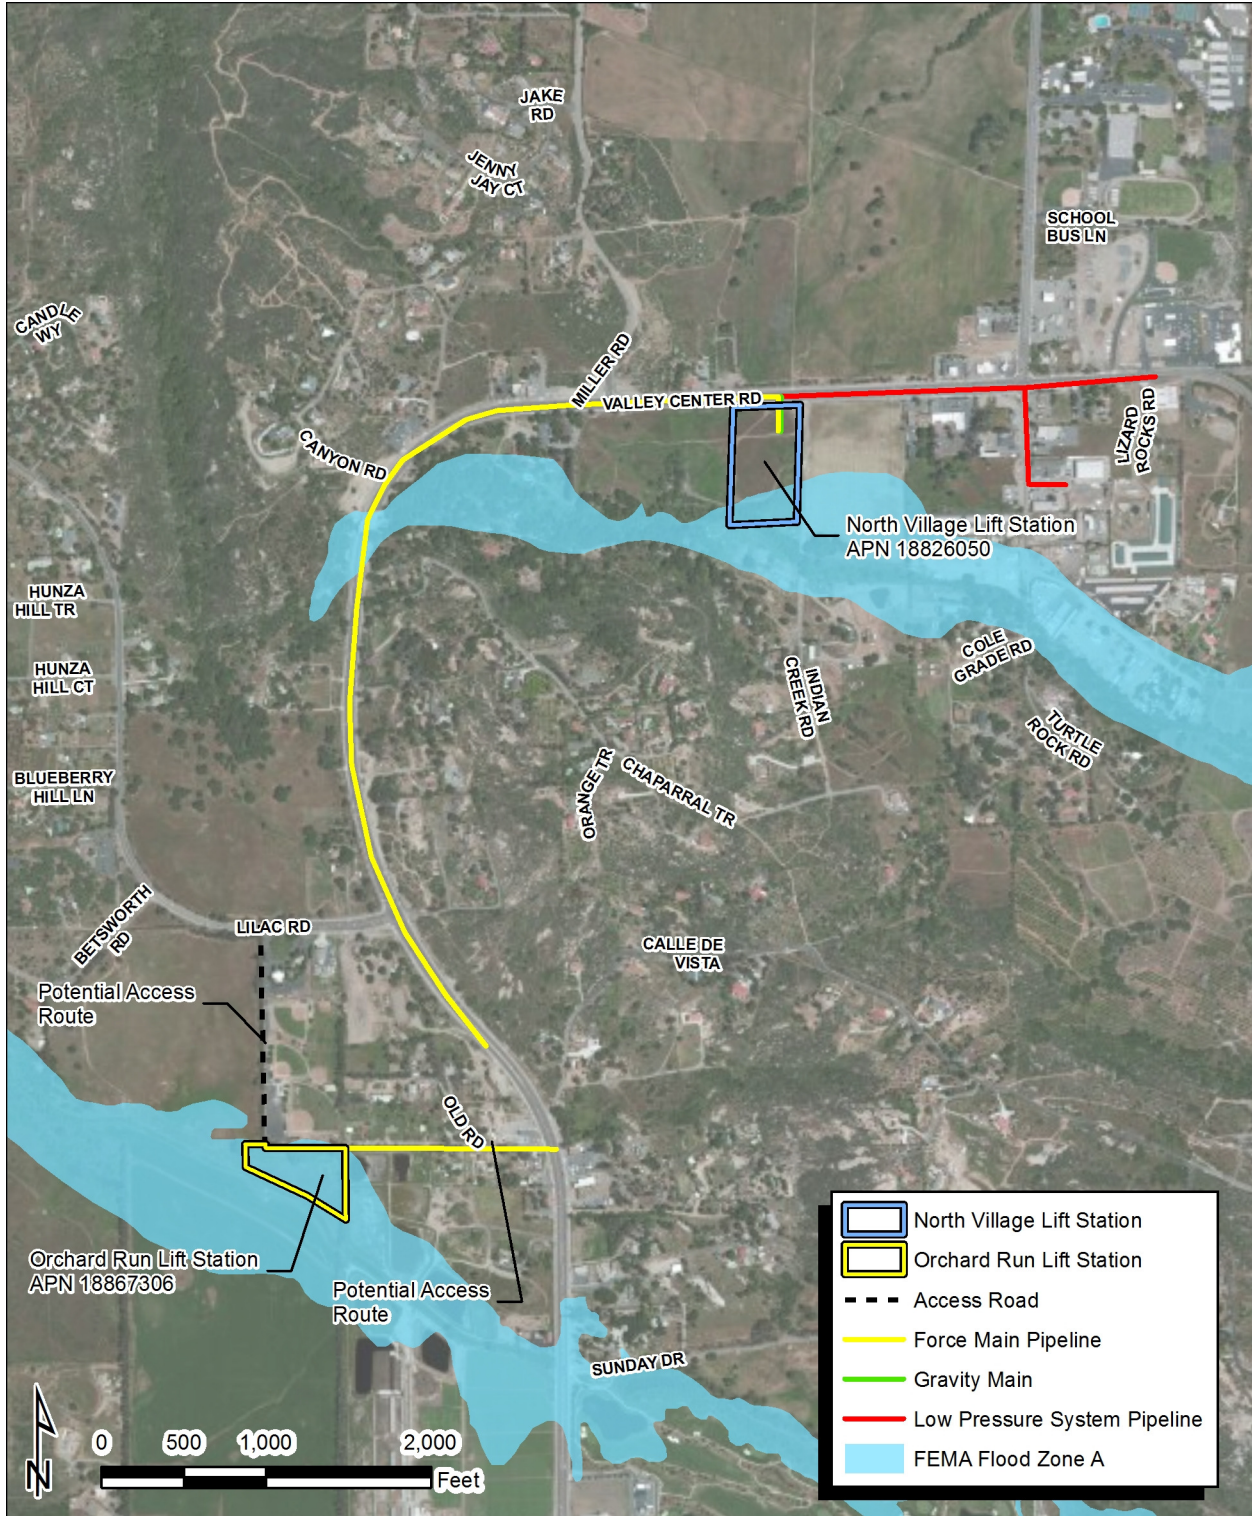 JAKE
RD
JENNY
JAY CT
SCHOOL
BUS LN
CANDLE
WY
MILLER RD
VALLEY CENTER RD
LIZARD
ROCKS RD
CANYON RD
North Village Lift Station
APN 18826050
HUNZA
HILL TR
COLE
GRADE RD
HUNZA
HILL CT
INDIAN
CREEK RD
TURTLE
ROCK RD
BLUEBERRY
HILL LN
ORANGE TR
CHAPARRAL TR
BETSWORTH
RD
LILAC RD
CALLE DE
VISTA
Potential Access
Route
OLD RD
Orchard Run Lift Station
APN 18867306
Potential Access
Route
SUNDAY DR
North Village Lift Station
Orchard Run Lift Station
Access Road
Force Main Pipeline
Gravity Main
Low Pressure System Pipeline
FEMA Flood Zone A
N
0 500 1,000 2,000
Feet